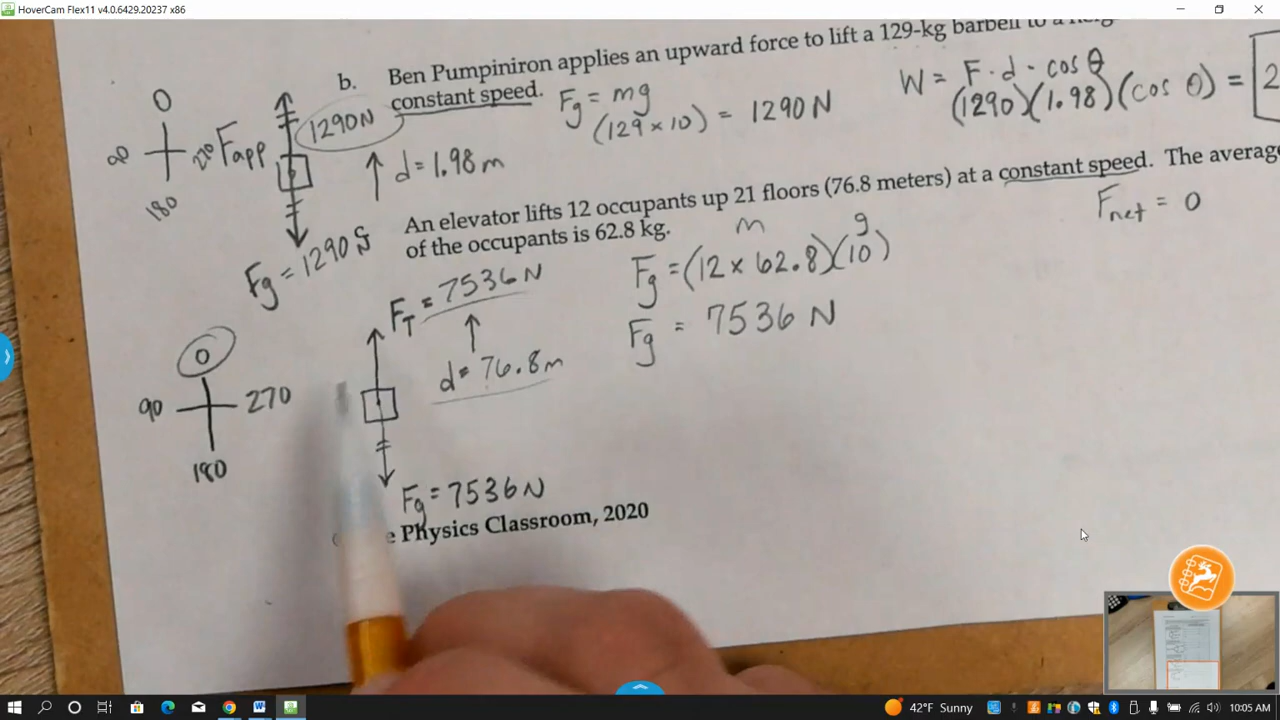 HoverCam Flex11 v4.0.6429.20237 x86
b. Ben Pumpiniron applies an upward force to lift a 129-kg barbell to a
constant speed.
Fg = mg
(129 x 10) = 1290 N
W = F · d · cos θ
(1290)(1.98)(cos θ) = 2
0
90 270
180
Fapp
1290N
d = 1.98 m
Fg = 1290
An elevator lifts 12 occupants up 21 floors (76.8 meters) at a constant speed. The average
of the occupants is 62.8 kg.
Fnet = 0
m g
Fg = (12 x 62.8)(10)
Fg = 7536 N
FT = 7536 N
d = 76.8m
0
90 270
180
Fg = 7536 N
Physics Classroom, 2020
42°F Sunny
10:05 AM